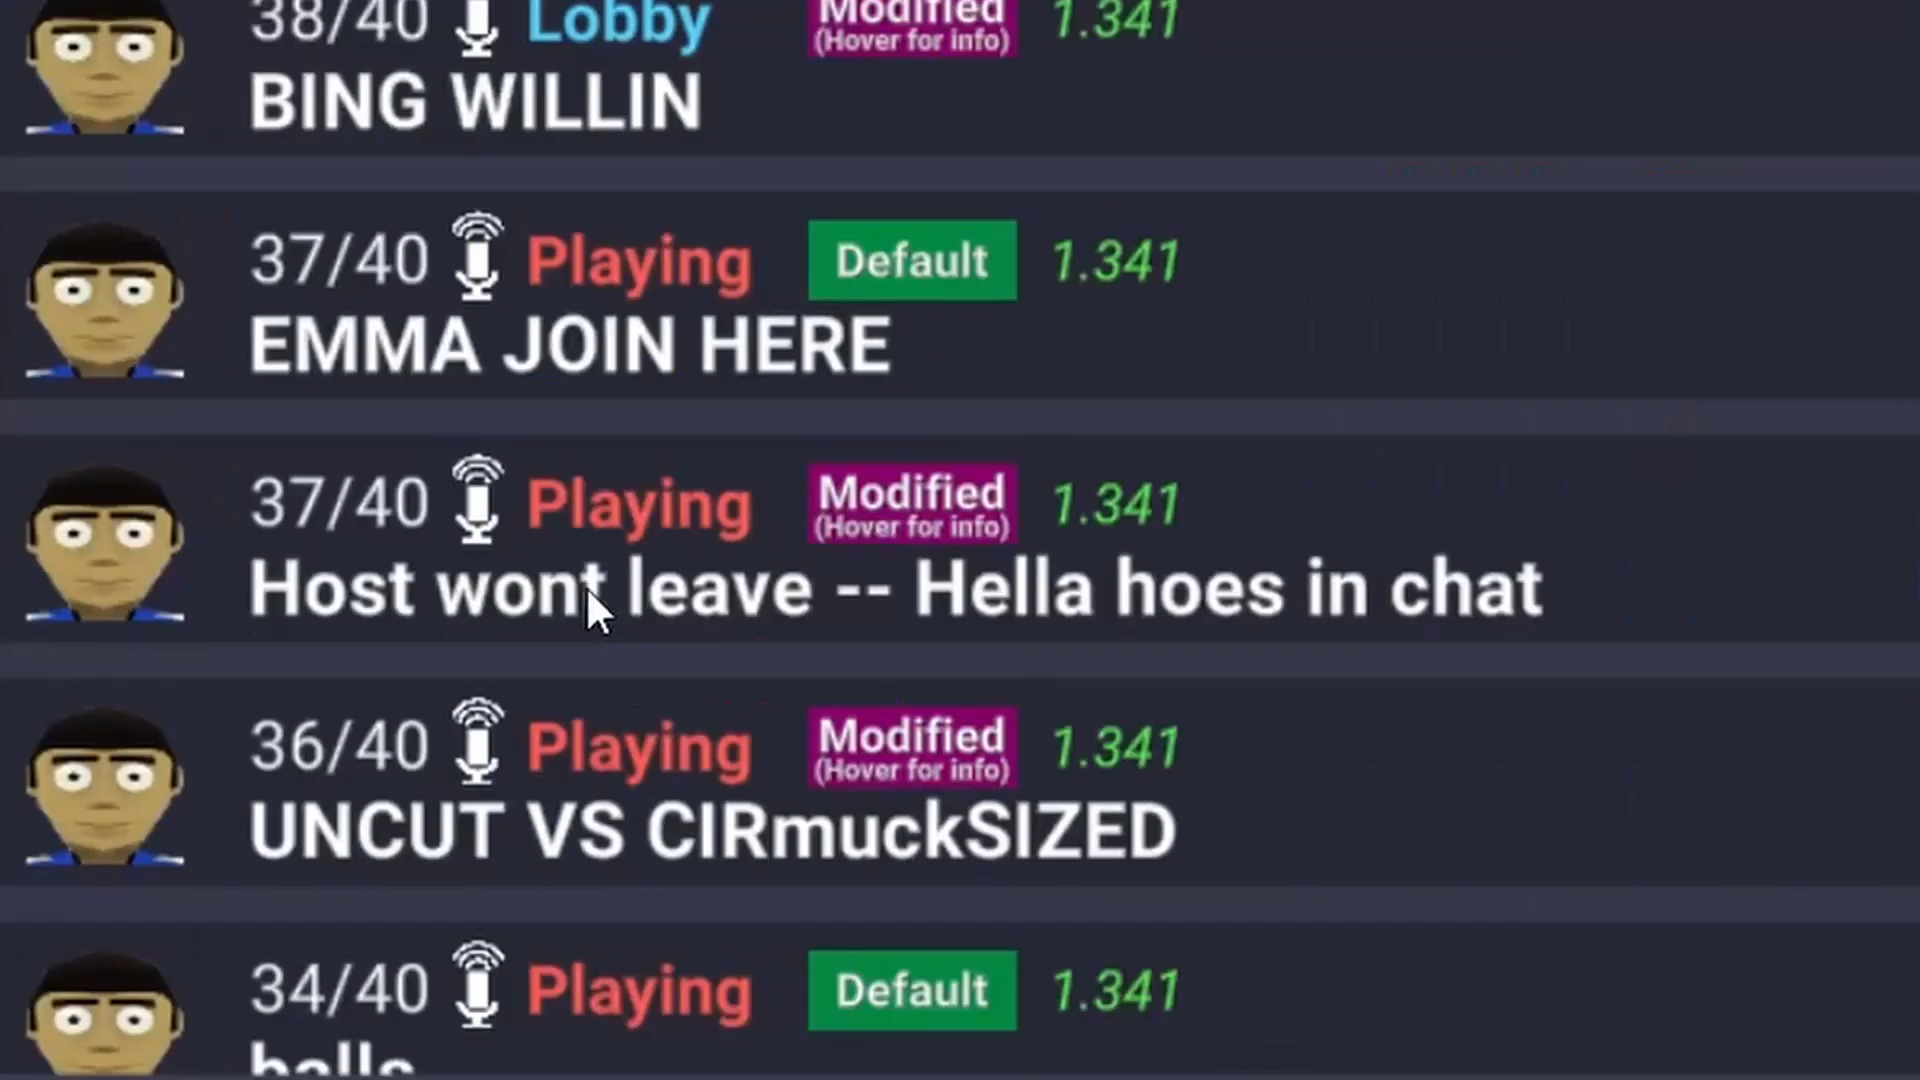 38/40 Lobby Modified 1.341
(Hover for info)
BING WILLIN
37/40 Playing Default 1.341
EMMA JOIN HERE
37/40 Playing Modified 1.341
(Hover for info)
Host wont leave -- Hella hoes in chat
36/40 Playing Modified 1.341
(Hover for info)
UNCUT VS CIRmuckSIZED
34/40 Playing Default 1.341
balls